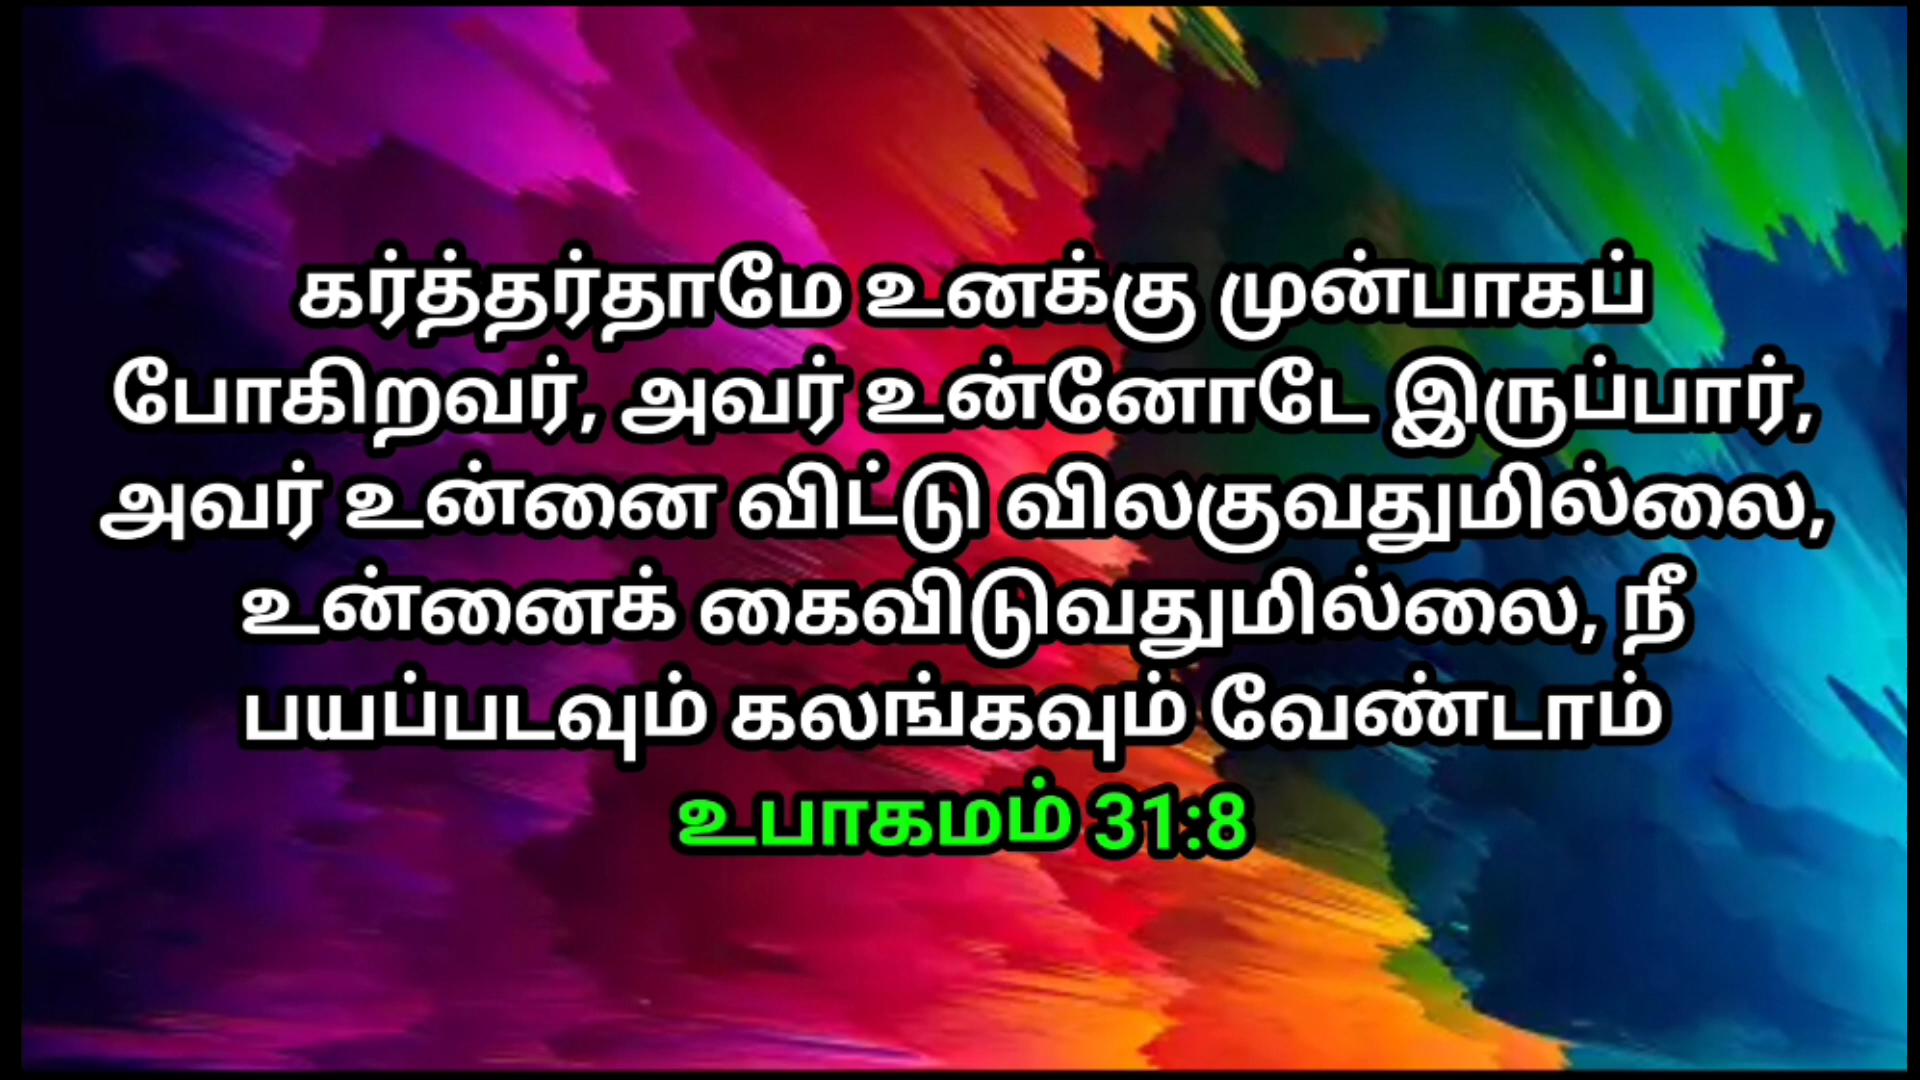 கர்த்தர்தாமே உனக்கு முன்பாகப்
போகிறவர், அவர் உன்னோடே இருப்பார்,
அவர் உன்னை விட்டு விலகுவதுமில்லை,
உன்னைக் கைவிடுவதுமில்லை, நீ
பயப்படவும் கலங்கவும் வேண்டாம்
உபாகமம் 31:8